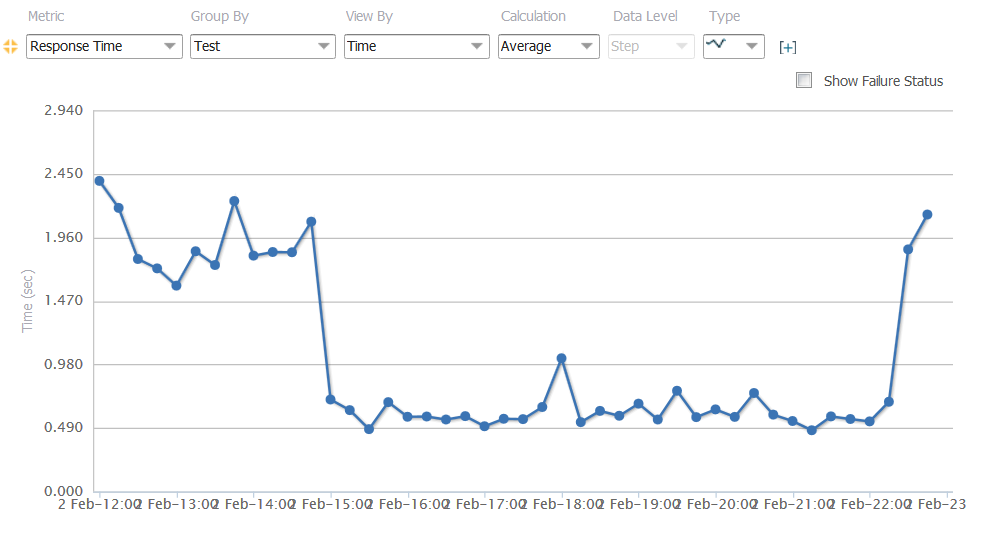 Metric Group By View By Calculation Data Level Type
Response Time Test Time Average Step [+]
Show Failure Status
2.940
2.450
1.960
1.470
0.980
0.490
0.000
Time (sec)
2 Feb-12:00 2 Feb-13:00 2 Feb-14:00 2 Feb-15:00 2 Feb-16:00 2 Feb-17:00 2 Feb-18:00 2 Feb-19:00 2 Feb-20:00 2 Feb-21:00 2 Feb-22:00 2 Feb-23